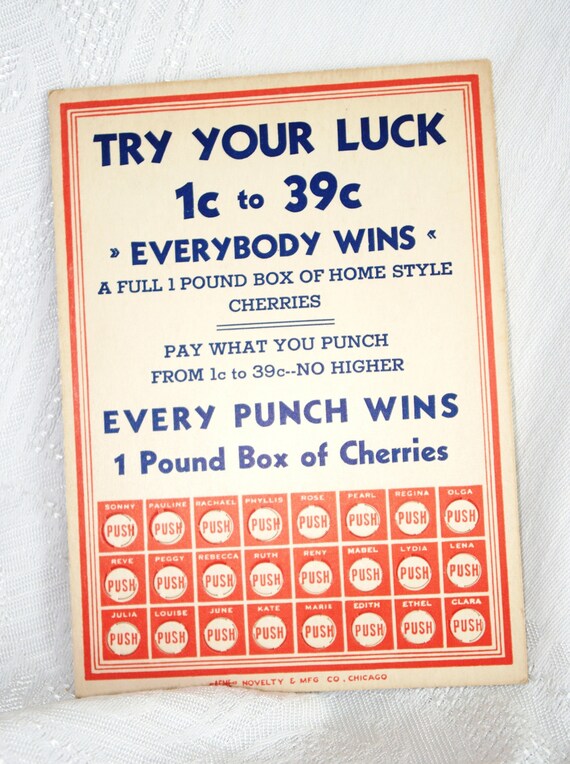 TRY YOUR LUCK
1c to 39c
» EVERYBODY WINS «
A FULL 1 POUND BOX OF HOME STYLE
CHERRIES
PAY WHAT YOU PUNCH
FROM 1c to 39c--NO HIGHER
EVERY PUNCH WINS
1 Pound Box of Cherries
SONNY PAULINE RACHAEL PHYLLIS ROSE PEARL REGINA OLGA
PUSH PUSH PUSH PUSH PUSH PUSH PUSH PUSH
REVE PEGGY REBECCA RUTH RENY MABEL LYDIA LENA
PUSH PUSH PUSH PUSH PUSH PUSH PUSH PUSH
JULIA LOUISE JUNE KATE MARIE EDITH ETHEL CLARA
PUSH PUSH PUSH PUSH PUSH PUSH PUSH PUSH
NOVELTY & MFG CO., CHICAGO